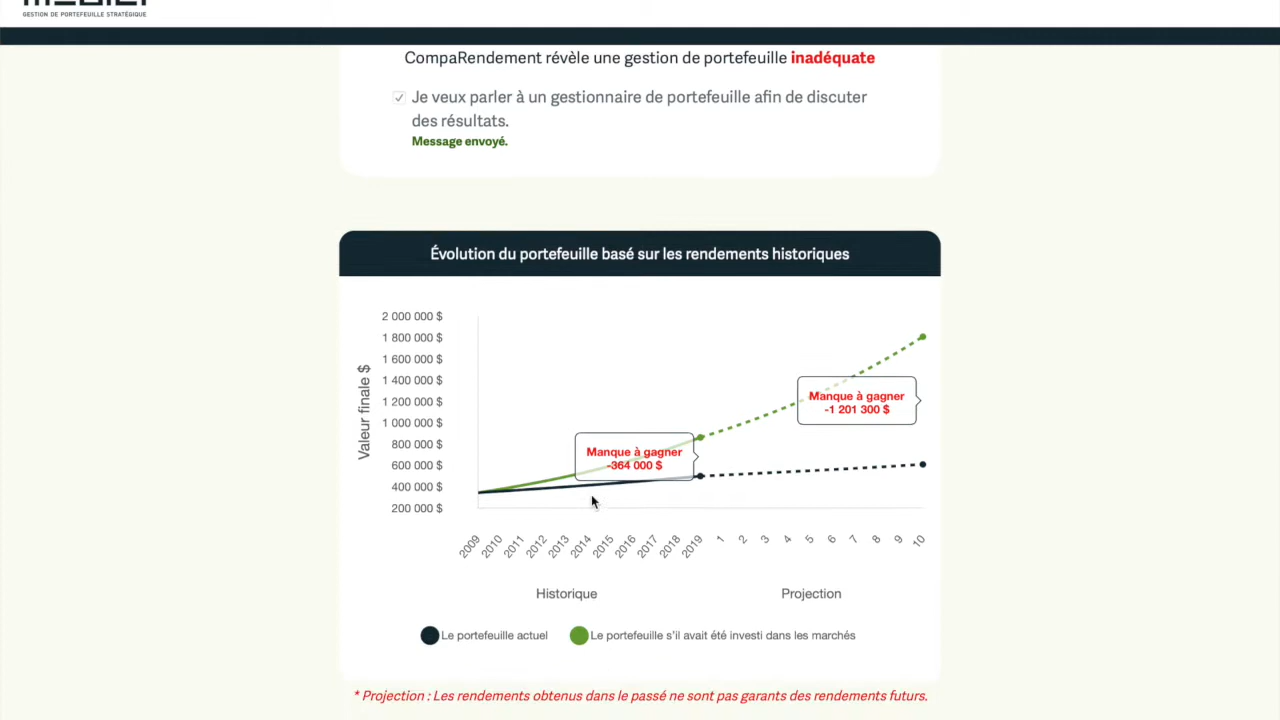 GESTION DE PORTEFEUILLE STRATÉGIQUE
CompaRendement révèle une gestion de portefeuille inadéquate
Je veux parler à un gestionnaire de portefeuille afin de discuter
des résultats.
Message envoyé.
Évolution du portefeuille basé sur les rendements historiques
Valeur finale $
2 000 000 $
1 800 000 $
1 600 000 $
1 400 000 $
1 200 000 $
1 000 000 $
800 000 $
600 000 $
400 000 $
200 000 $
Manque à gagner
-1 201 300 $
Manque à gagner
-364 000 $
2009 2010 2011 2012 2013 2014 2015 2016 2017 2018 2019 1 2 3 4 5 6 7 8 9 10
Historique Projection
Le portefeuille actuel Le portefeuille s'il avait été investi dans les marchés
* Projection : Les rendements obtenus dans le passé ne sont pas garants des rendements futurs.